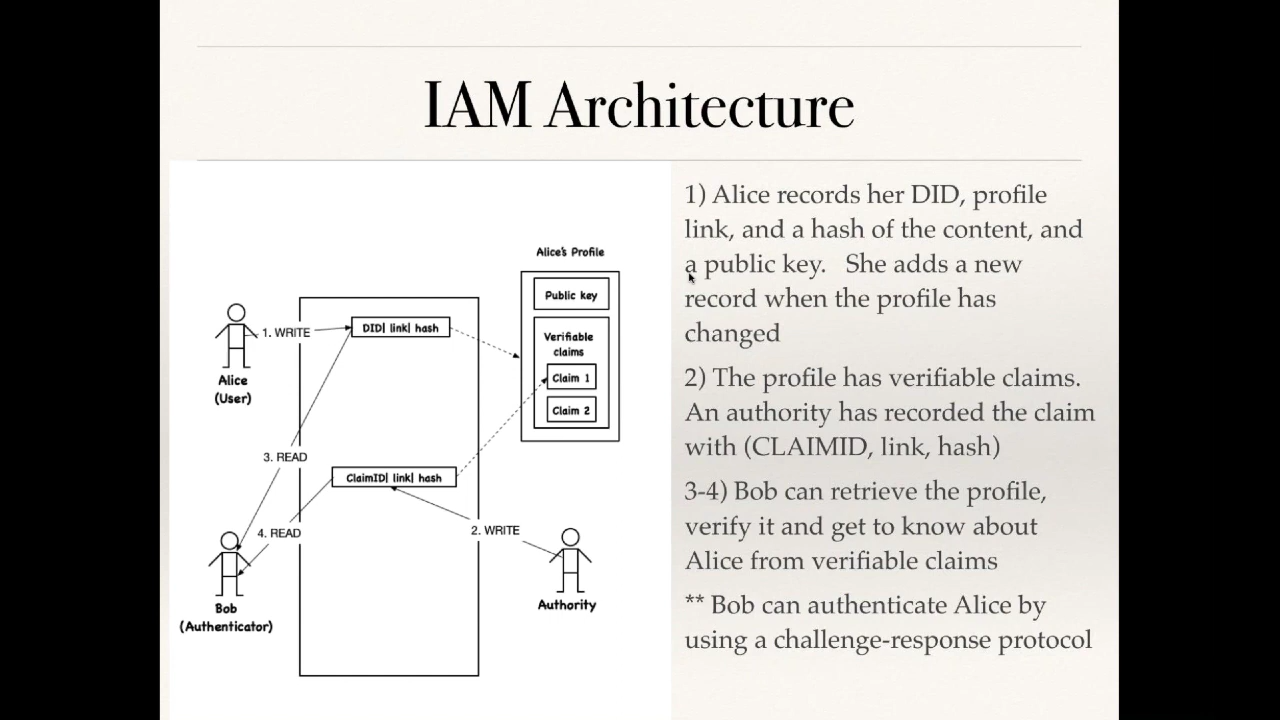 IAM Architecture
Alice's Profile
Public key
Verifiable
claims
Claim 1
Claim 2
DID| link| hash
1. WRITE
Alice
(User)
3. READ
ClaimID| link| hash
4. READ
2. WRITE
Bob
(Authenticator)
Authority
1) Alice records her DID, profile
link, and a hash of the content, and
a public key. She adds a new
record when the profile has
changed
2) The profile has verifiable claims.
An authority has recorded the claim
with (CLAIMID, link, hash)
3-4) Bob can retrieve the profile,
verify it and get to know about
Alice from verifiable claims
** Bob can authenticate Alice by
using a challenge-response protocol